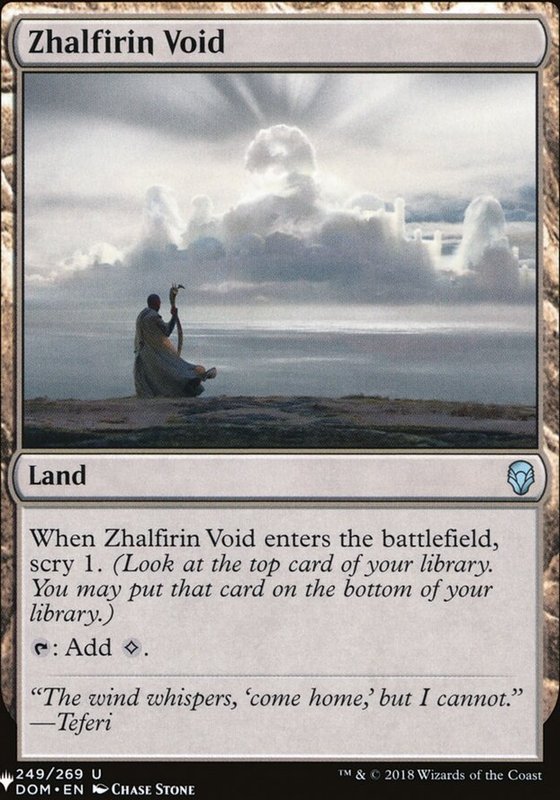 Zhalfirin Void
Land
When Zhalfirin Void enters the battlefield,
scry 1. (Look at the top card of your library.
You may put that card on the bottom of your
library.)
: Add .
“The wind whispers, ‘come home,’ but I cannot.”
—Teferi
249/269 U
DOM • EN Chase Stone
™ & © 2018 Wizards of the Coast